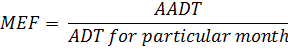 MEF = AADT / ADT for particular month